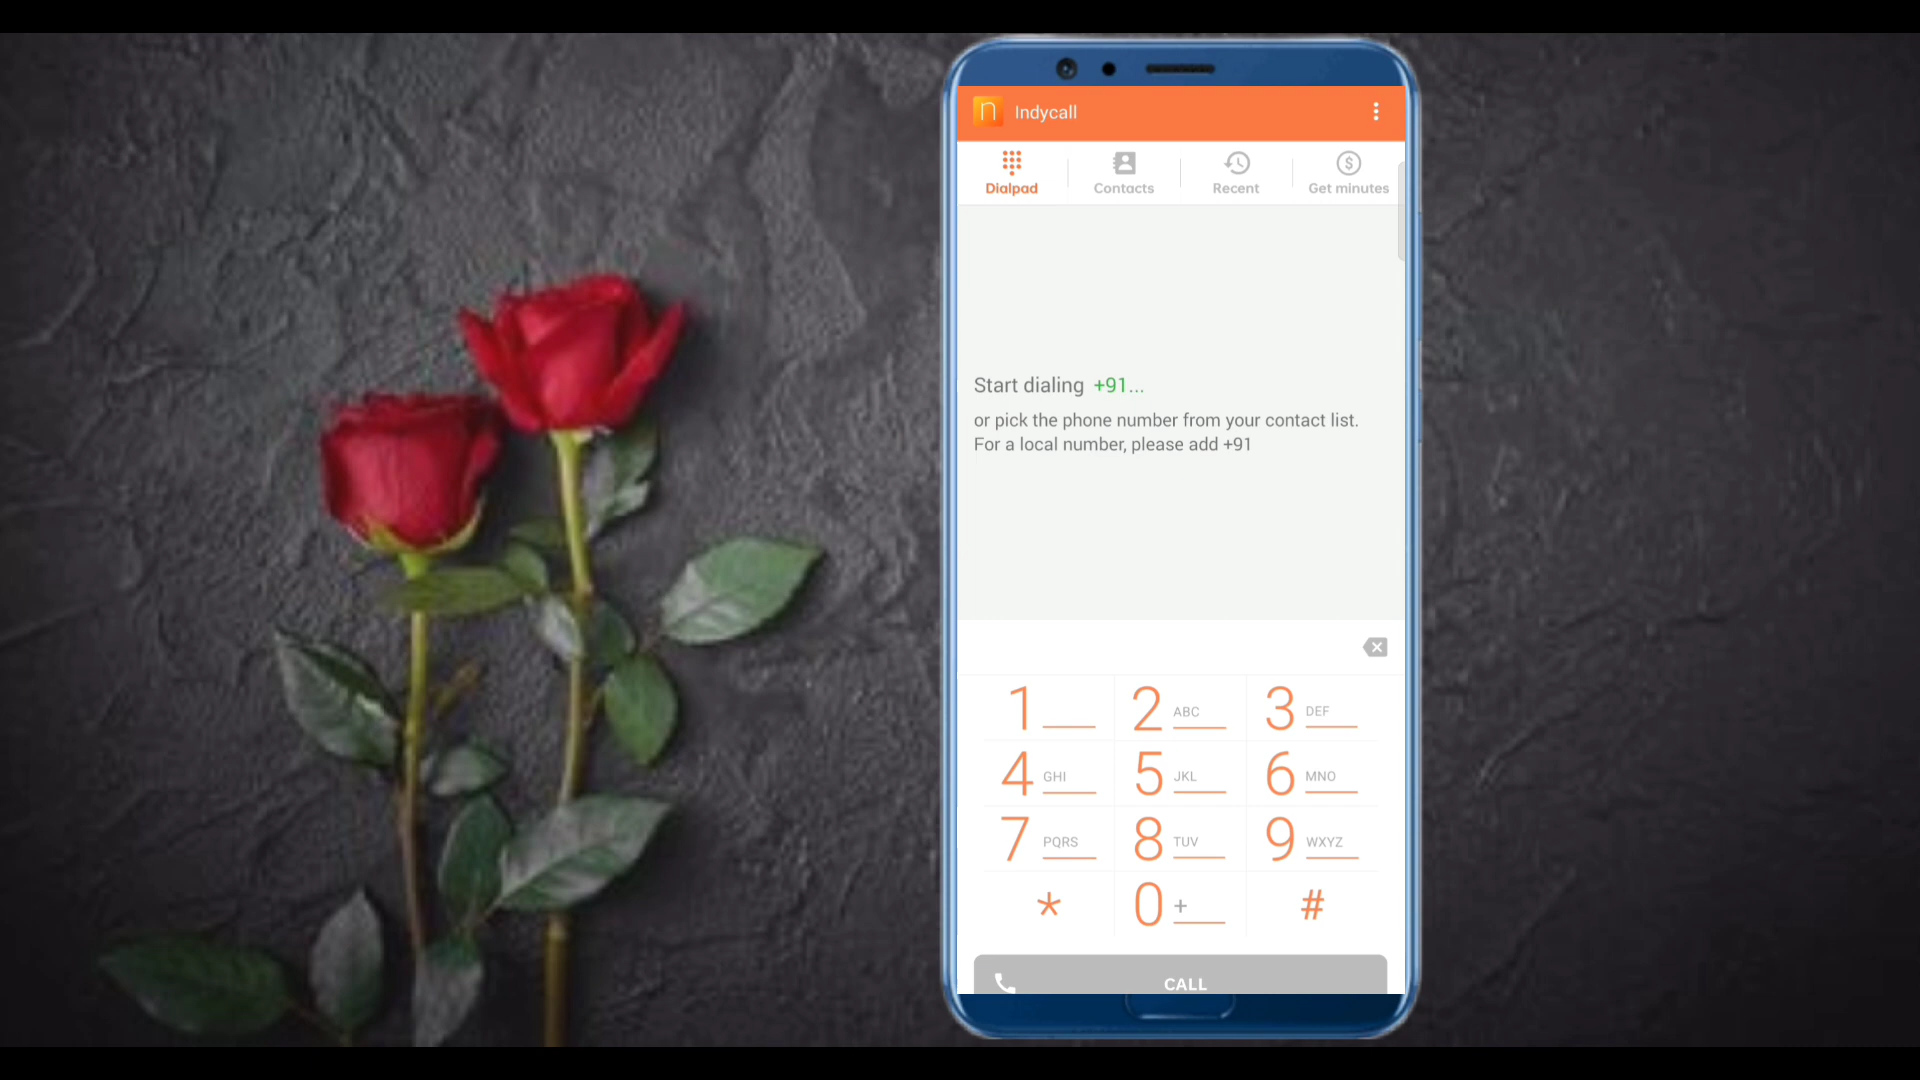 n Indycall
Dialpad
Contacts
Recent
Get minutes
Start dialing +91...
or pick the phone number from your contact list.
For a local number, please add +91
1
2 ABC
3 DEF
4 GHI
5 JKL
6 MNO
7 PQRS
8 TUV
9 WXYZ
*
0 +
#
CALL